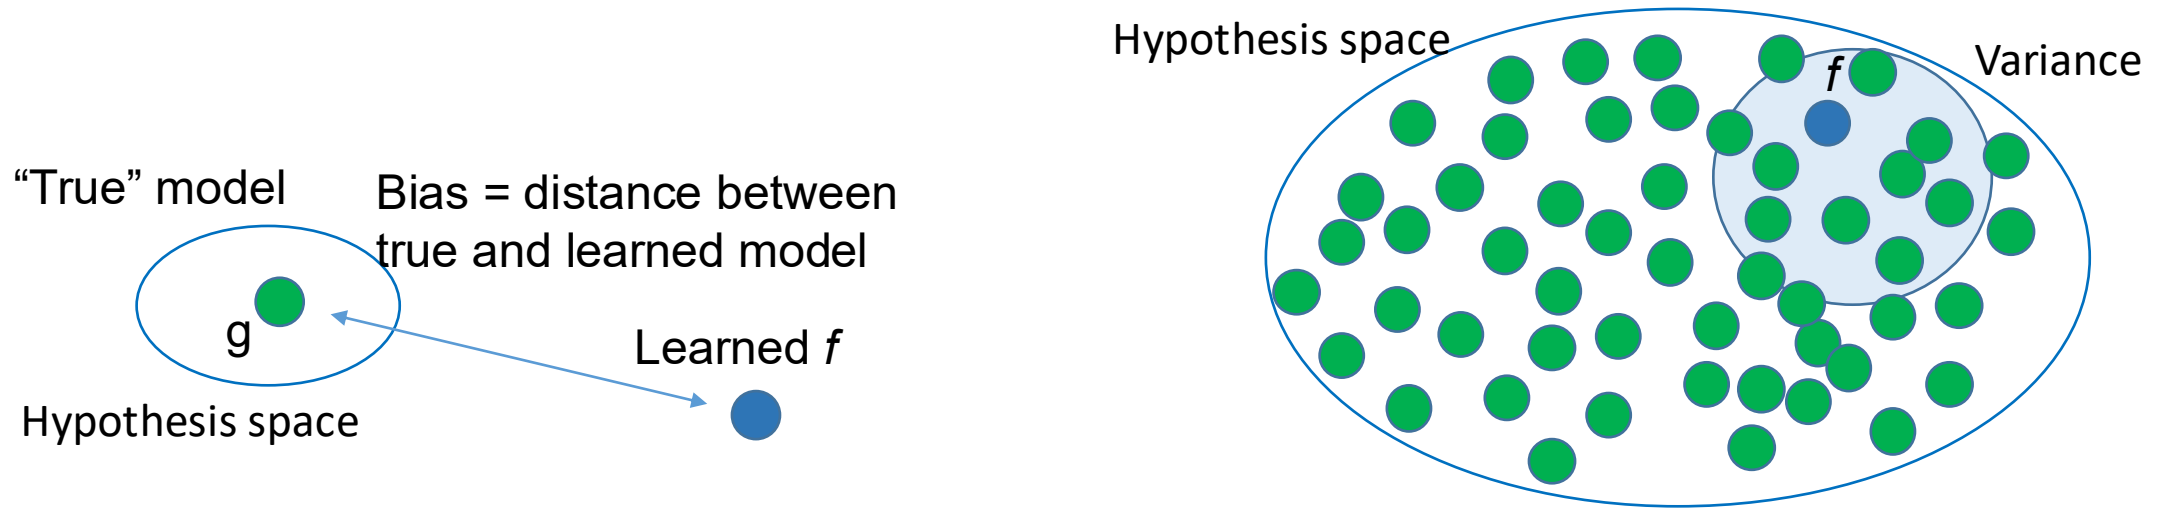 “True” model
Bias = distance between
true and learned model
g
Learned f
Hypothesis space
Hypothesis space
f
Variance